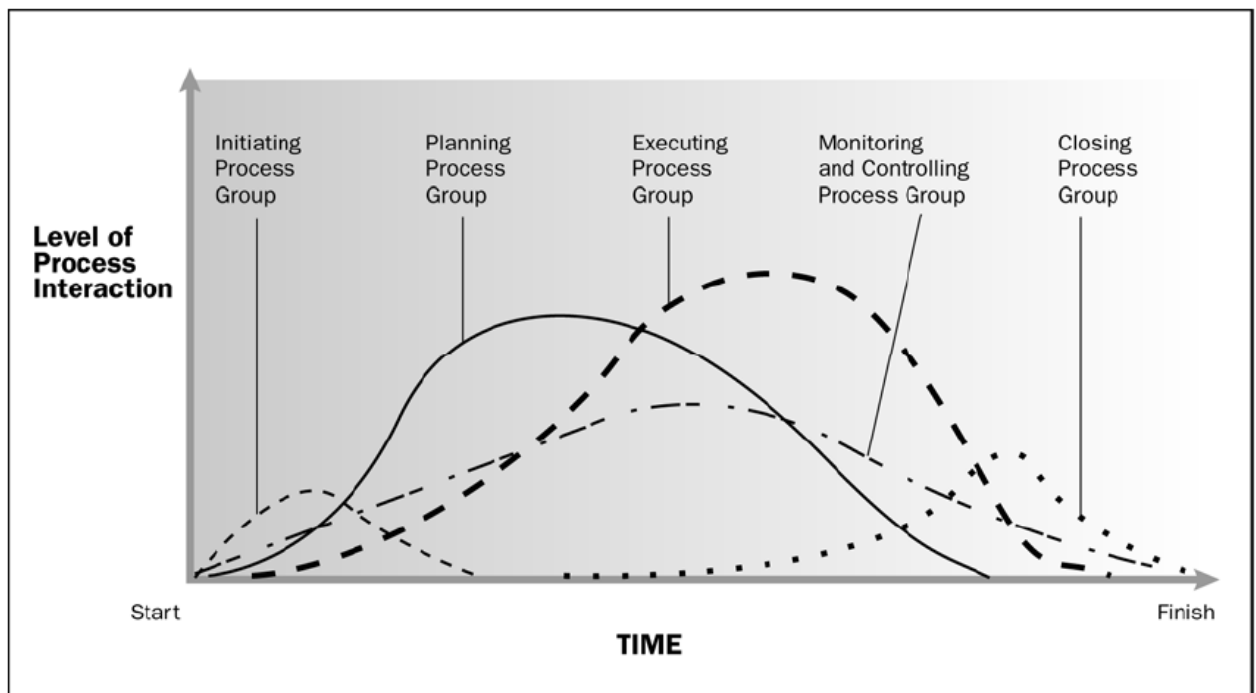 Initiating
Process
Group
Planning
Process
Group
Executing
Process
Group
Monitoring
and Controlling
Process Group
Closing
Process
Group
Level of
Process
Interaction
Start
Finish
TIME